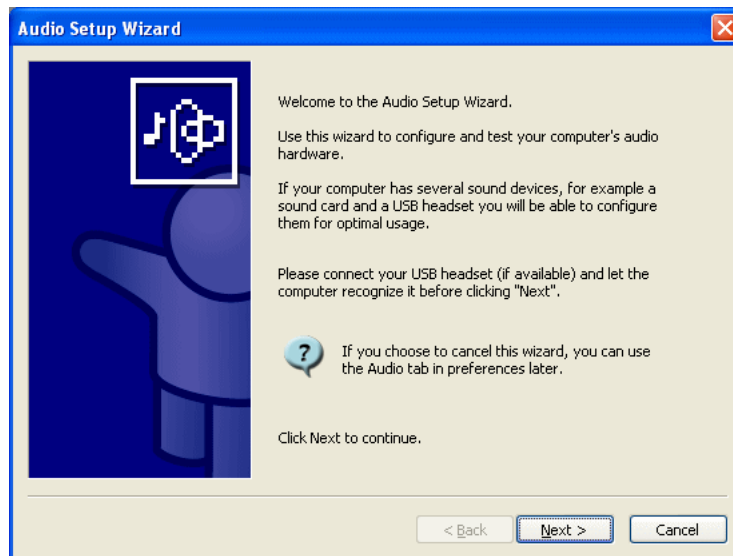 Audio Setup Wizard
Welcome to the Audio Setup Wizard.
Use this wizard to configure and test your computer's audio
hardware.
If your computer has several sound devices, for example a
sound card and a USB headset you will be able to configure
them for optimal usage.
Please connect your USB headset (if available) and let the
computer recognize it before clicking "Next".
?
If you choose to cancel this wizard, you can use
the Audio tab in preferences later.
Click Next to continue.
< Back Next > Cancel